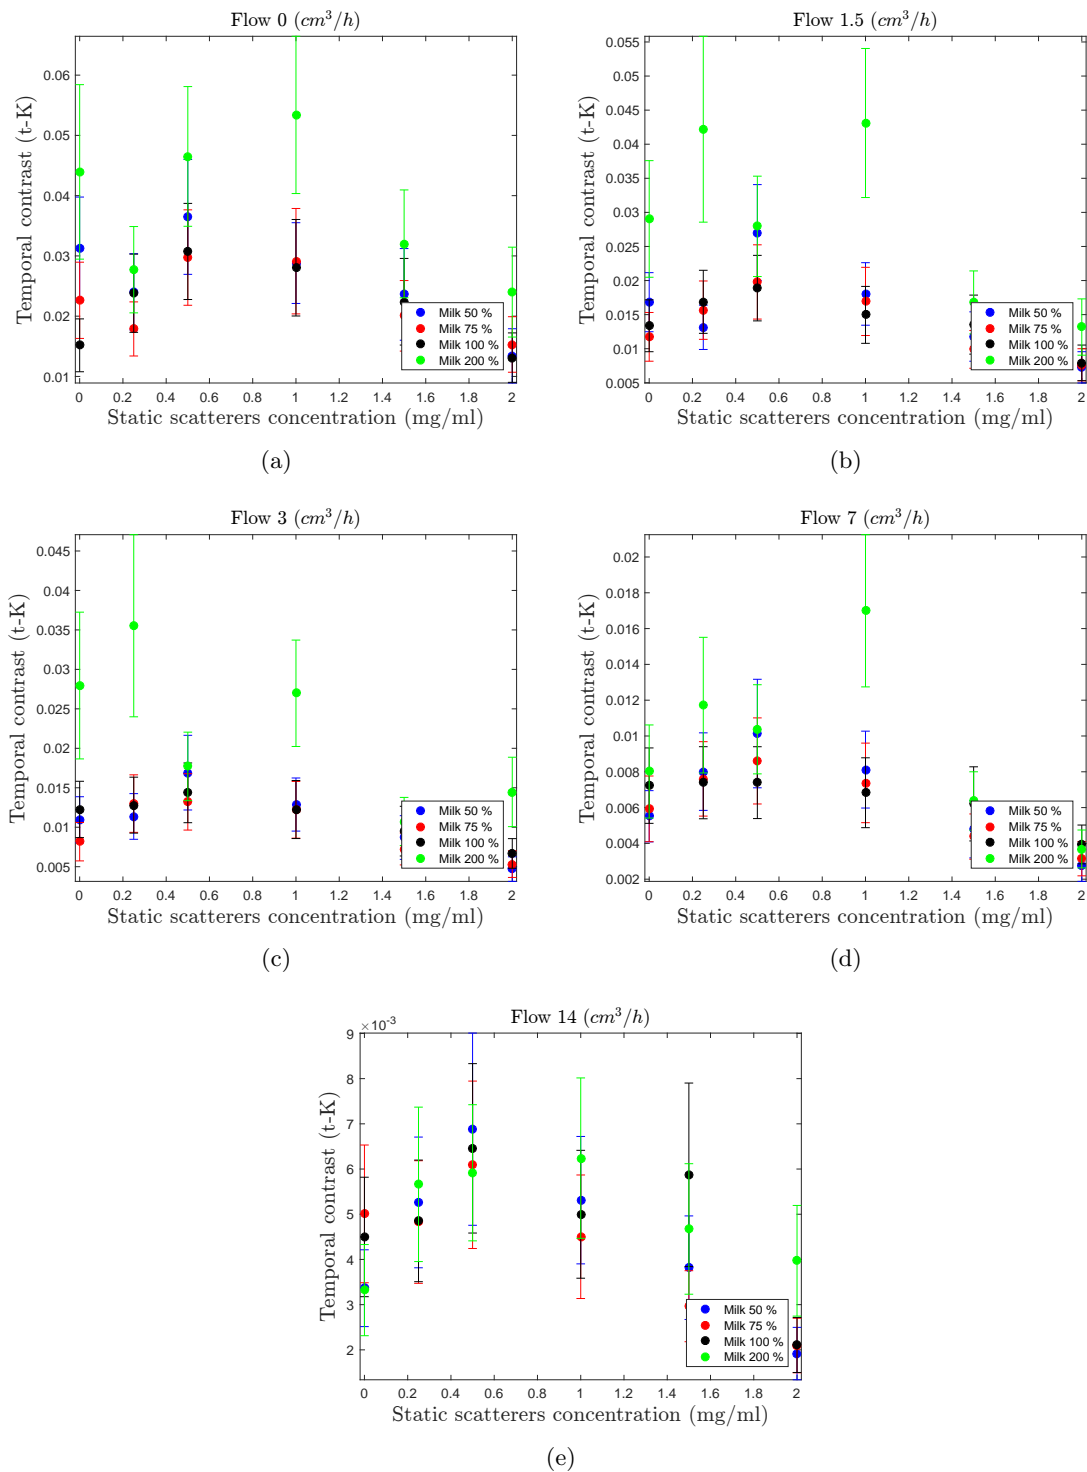 Flow 0 (cm³/h)
Temporal contrast (t-K)
0.06
0.05
0.04
0.03
0.02
0.01
Milk 50 %
Milk 75 %
Milk 100 %
Milk 200 %
0 0.2 0.4 0.6 0.8 1 1.2 1.4 1.6 1.8 2
Static scatterers concentration (mg/ml)
(a)
Flow 1.5 (cm³/h)
Temporal contrast (t-K)
0.055
0.05
0.045
0.04
0.035
0.03
0.025
0.02
0.015
0.01
0.005
Milk 50 %
Milk 75 %
Milk 100 %
Milk 200 %
0 0.2 0.4 0.6 0.8 1 1.2 1.4 1.6 1.8 2
Static scatterers concentration (mg/ml)
(b)
Flow 3 (cm³/h)
Temporal contrast (t-K)
0.045
0.04
0.035
0.03
0.025
0.02
0.015
0.01
0.005
Milk 50 %
Milk 75 %
Milk 100 %
Milk 200 %
0 0.2 0.4 0.6 0.8 1 1.2 1.4 1.6 1.8 2
Static scatterers concentration (mg/ml)
(c)
Flow 7 (cm³/h)
Temporal contrast (t-K)
0.02
0.018
0.016
0.014
0.012
0.01
0.008
0.006
0.004
0.002
Milk 50 %
Milk 75 %
Milk 100 %
Milk 200 %
0 0.2 0.4 0.6 0.8 1 1.2 1.4 1.6 1.8 2
Static scatterers concentration (mg/ml)
(d)
Flow 14 (cm³/h)
×10⁻³
Temporal contrast (t-K)
9
8
7
6
5
4
3
2
Milk 50 %
Milk 75 %
Milk 100 %
Milk 200 %
0 0.2 0.4 0.6 0.8 1 1.2 1.4 1.6 1.8 2
Static scatterers concentration (mg/ml)
(e)